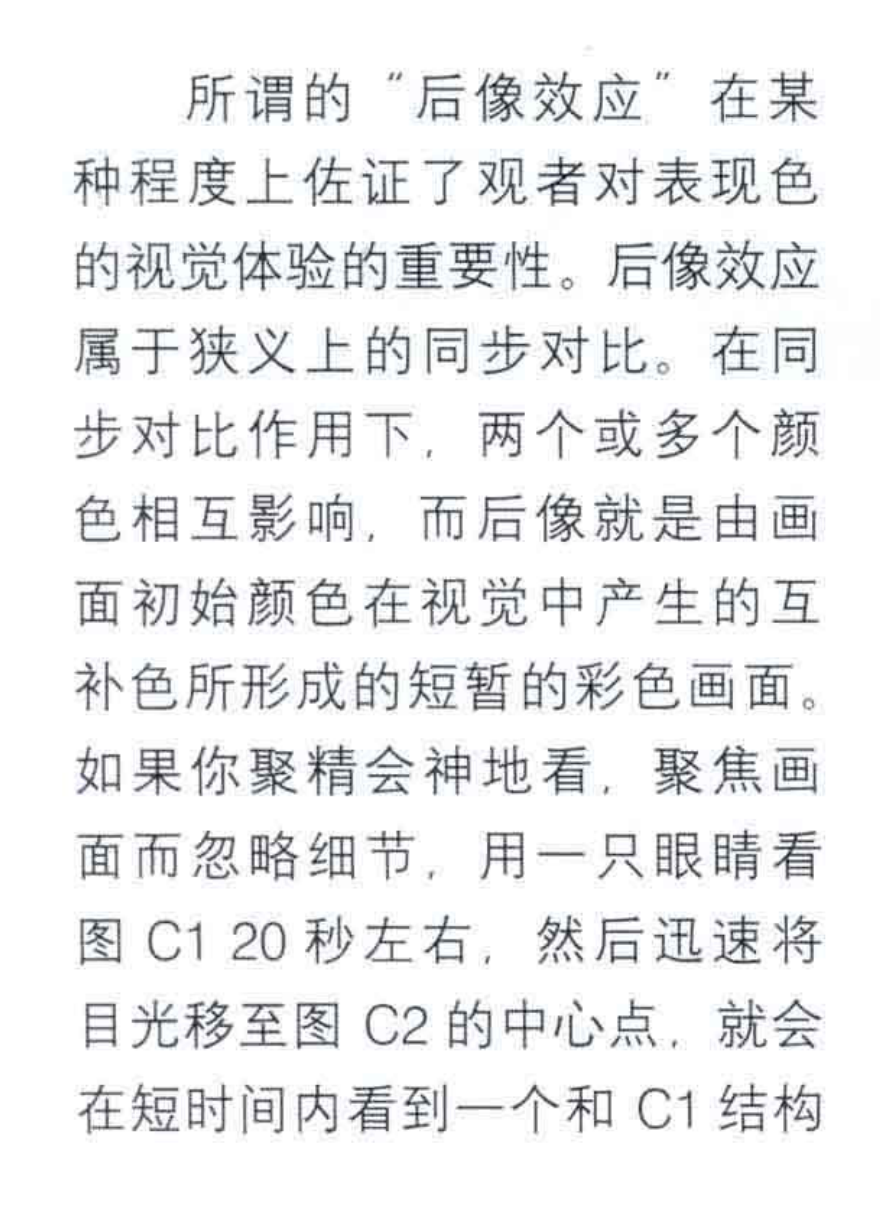 所谓的“后像效应”在某
种程度上佐证了观者对表现色
的视觉体验的重要性。后像效应
属于狭义上的同步对比。在同
步对比作用下，两个或多个颜
色相互影响，而后像就是由画
面初始颜色在视觉中产生的互
补色所形成的短暂的彩色画面。
如果你聚精会神地看，聚焦画
面而忽略细节，用一只眼睛看
图 C1 20 秒左右，然后迅速将
目光移至图 C2 的中心点，就会
在短时间内看到一个和 C1 结构